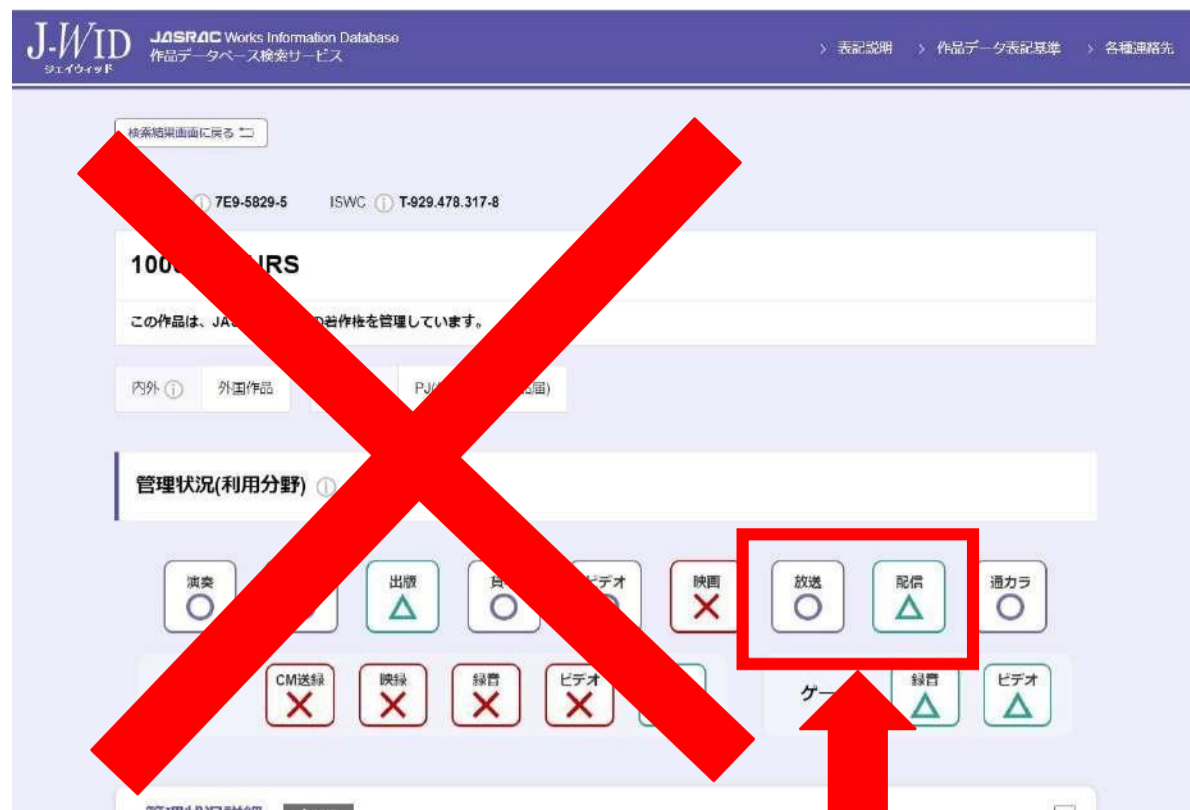 J-WID JASRAC Works Information Database
ジェイウィッド 作品データベース検索サービス
> 表記説明 > 作品データ表記基準 > 各種連絡先
検索結果画面に戻る
7E9-5829-5 ISWC T-929.478.317-8
この作品は、 著作権を管理しています。
内外 外国作品
管理状況(利用分野)
演奏 出版 ビデオ 映画 放送 配信 通カラ
CM送録 映録 録音 ビデオ 録音 ビデオ